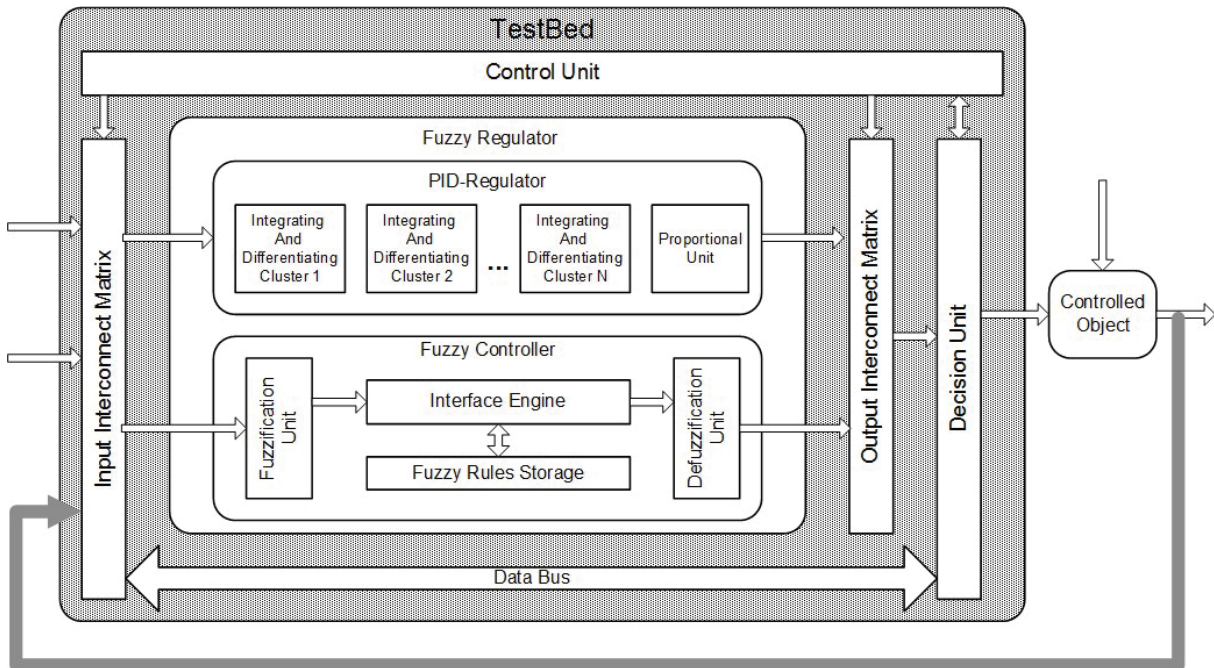 TestBed
Control Unit
Input Interconnect Matrix
Fuzzy Regulator
PID-Regulator
Integrating
And
Differentiating
Cluster 1
Integrating
And
Differentiating
Cluster 2
...
Integrating
And
Differentiating
Cluster N
Proportional
Unit
Fuzzy Controller
Fuzzification
Unit
Interface Engine
Fuzzy Rules Storage
Defuzzification
Unit
Output Interconnect Matrix
Decision Unit
Controlled
Object
Data Bus